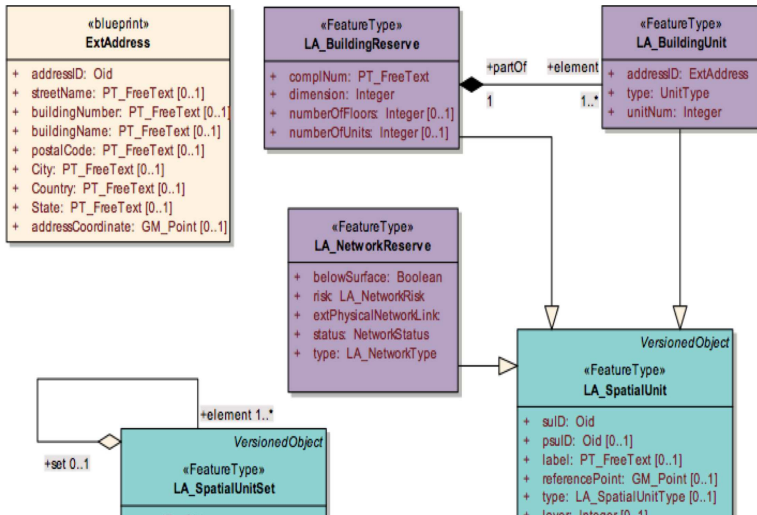 «blueprint»
ExtAddress
+ addressID: Oid
+ streetName: PT_FreeText [0..1]
+ buildingNumber: PT_FreeText [0..1]
+ buildingName: PT_FreeText [0..1]
+ postalCode: PT_FreeText [0..1]
+ City: PT_FreeText [0..1]
+ Country: PT_FreeText [0..1]
+ State: PT_FreeText [0..1]
+ addressCoordinate: GM_Point [0..1]
«FeatureType»
LA_BuildingReserve
+ complNum: PT_FreeText
+ dimension: Integer
+ numberOfFloors: Integer [0..1]
+ numberOfUnits: Integer [0..1]
+partOf
1
+element
1..*
«FeatureType»
LA_BuildingUnit
+ addressID: ExtAddress
+ type: UnitType
+ unitNum: Integer
«FeatureType»
LA_NetworkReserve
+ belowSurface: Boolean
+ risk: LA_NetworkRisk
+ extPhysicalNetworkLink:
+ status: NetworkStatus
+ type: LA_NetworkType
VersionedObject
«FeatureType»
LA_SpatialUnit
+ suID: Oid
+ psuID: Oid [0..1]
+ label: PT_FreeText [0..1]
+ referencePoint: GM_Point [0..1]
+ type: LA_SpatialUnitType [0..1]
+ layer: Integer [0..1]
+element 1..*
+set 0..1
VersionedObject
«FeatureType»
LA_SpatialUnitSet